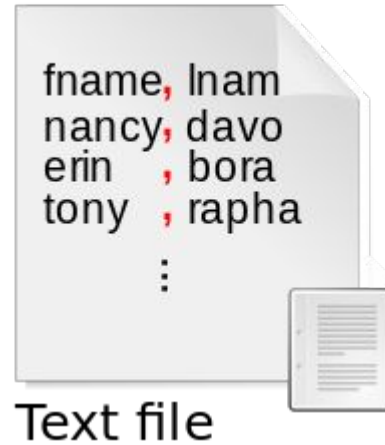 fname, lnam
nancy, davo
erin , bora
tony , rapha
⋮
Text file